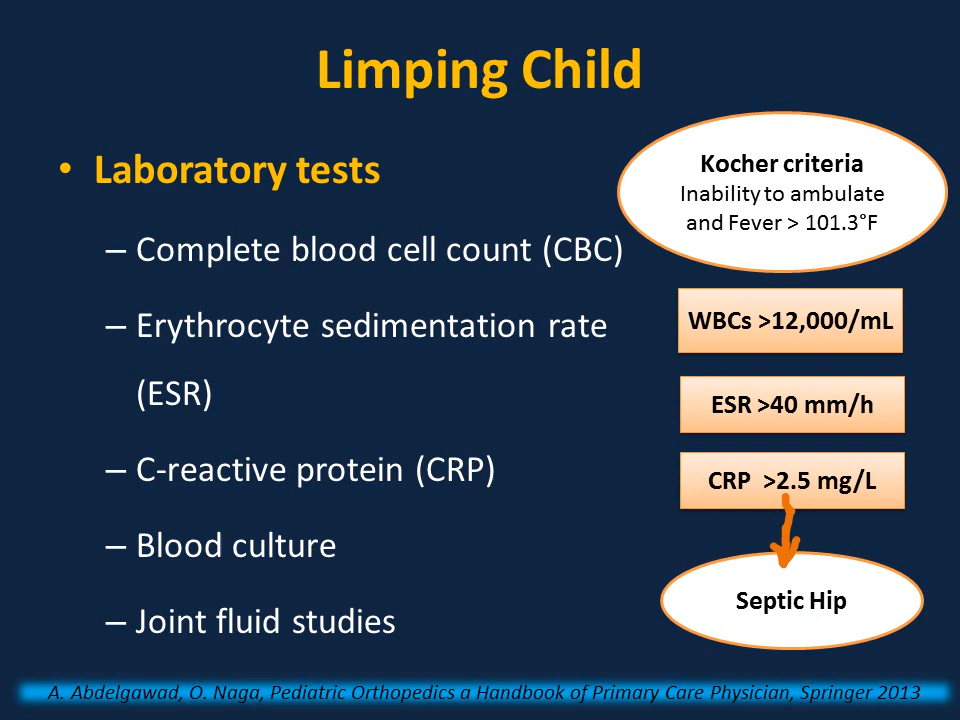 Limping Child
• Laboratory tests
– Complete blood cell count (CBC)
– Erythrocyte sedimentation rate
(ESR)
– C-reactive protein (CRP)
– Blood culture
– Joint fluid studies
Kocher criteria
Inability to ambulate
and Fever > 101.3°F
WBCs >12,000/mL
ESR >40 mm/h
CRP >2.5 mg/L
Septic Hip
A. Abdelgawad, O. Naga, Pediatric Orthopedics a Handbook of Primary Care Physician, Springer 2013